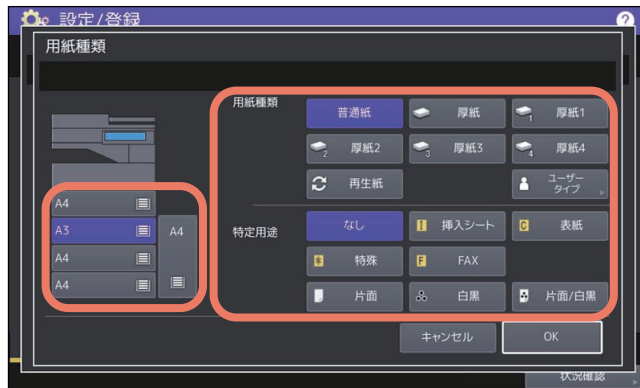 設定/登録
?
用紙種類
用紙種類
普通紙
厚紙
1 厚紙1
2 厚紙2
3 厚紙3
4 厚紙4
再生紙
ユーザー
タイプ
A4
A3
A4
A4
A4
特定用途
なし
I 挿入シート
C 表紙
* 特殊
F FAX
片面
白黒
片面/白黒
キャンセル
OK
状況確認